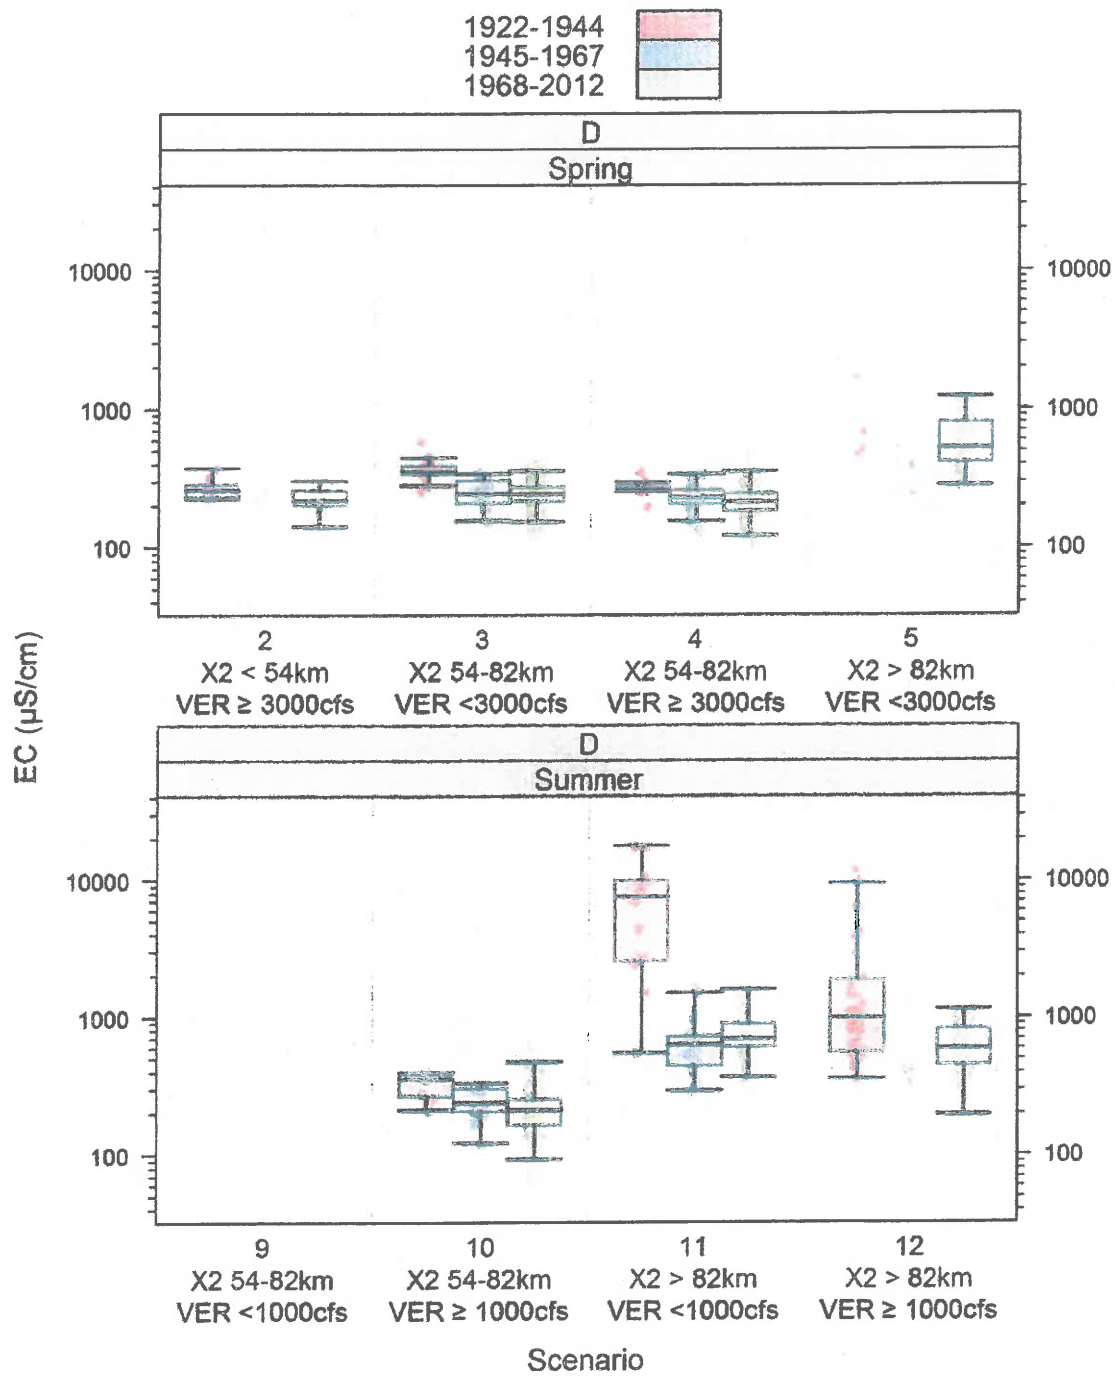 1922-1944
1945-1967
1968-2012
D
Spring
10000 10000
1000 1000
100 100
2 3 4 5
X2 < 54km X2 54-82km X2 54-82km X2 > 82km
VER ≥ 3000cfs VER <3000cfs VER ≥ 3000cfs VER <3000cfs
EC (µS/cm)
D
Summer
10000 10000
1000 1000
100 100
9 10 11 12
X2 54-82km X2 54-82km X2 > 82km X2 > 82km
VER <1000cfs VER ≥ 1000cfs VER <1000cfs VER ≥ 1000cfs
Scenario